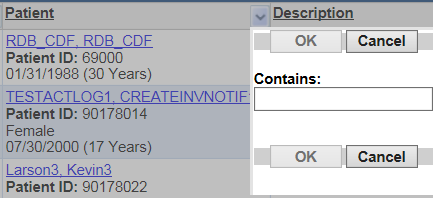 Patient
Description
RDB_CDF, RDB_CDF
Patient ID: 69000
01/31/1988 (30 Years)
TESTACTLOG1, CREATEINVNOTIF
Patient ID: 90178014
Female
07/30/2000 (17 Years)
Larson3, Kevin3
Patient ID: 90178022
OK Cancel
Contains:
OK Cancel